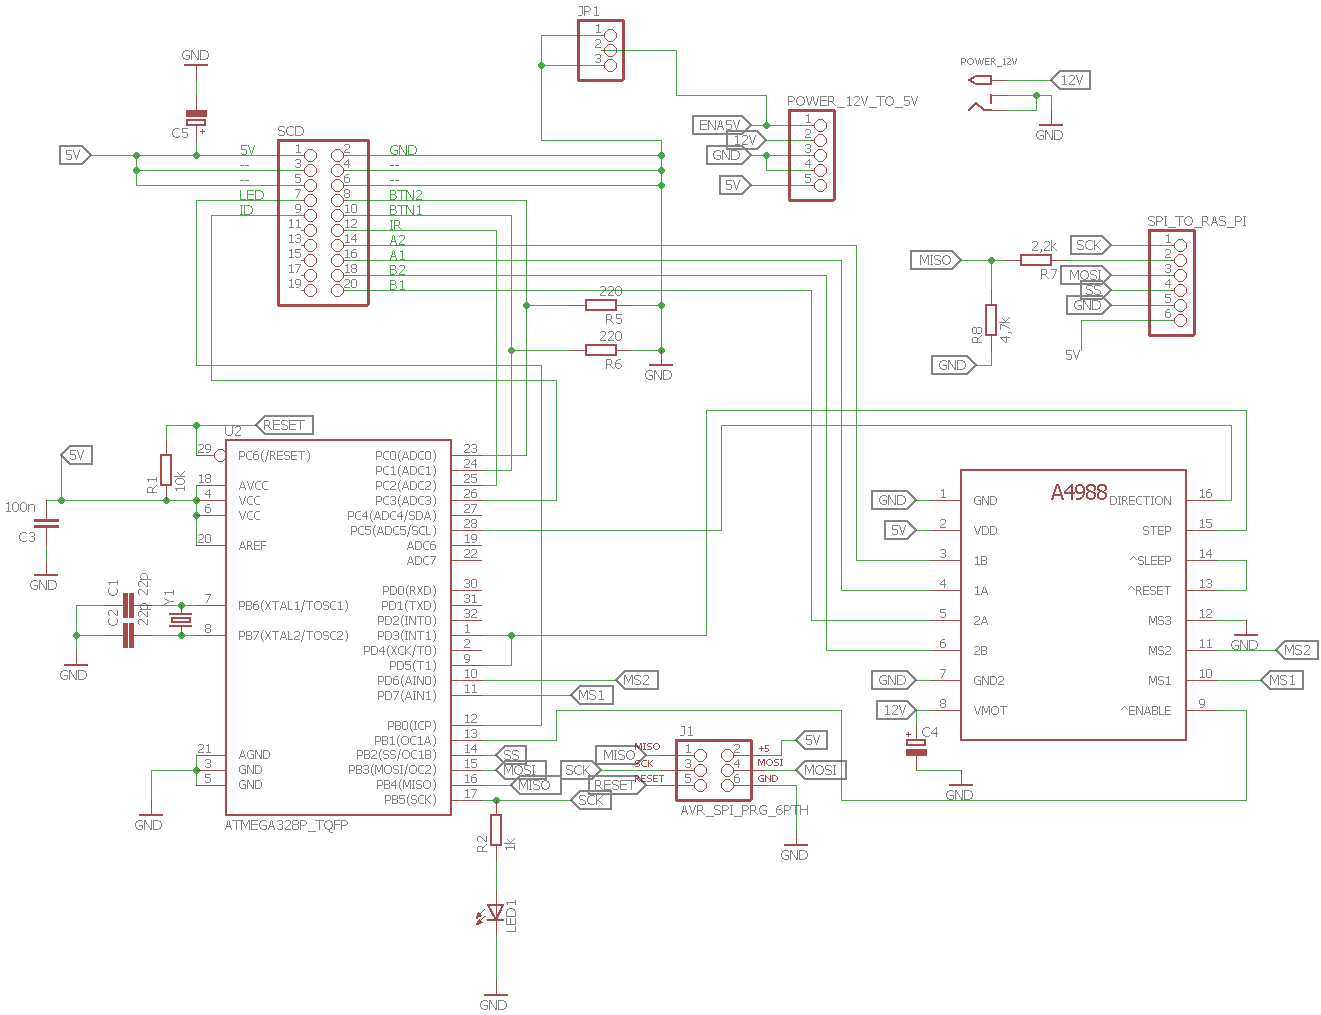 JP1
1
2
3
GND
C5
+
5V
SCD
5V 1 2 GND
-- 3 4 --
-- 5 6 --
LED 7 8 BTN2
ID 9 10 BTN1
11 12 IR
13 14 A2
15 16 A1
17 18 B2
19 20 B1
POWER_12V
12V
GND
POWER_12V_TO_5V
ENA5V 1
12V 2
GND 3
4
5V 5
SPI_TO_RAS_PI
SCK 1
2
MOSI 3
SS 4
GND 5
6
5V
MISO
2,2k
R7
R8
4,7k
GND
220
R5
220
R6
GND
RESET
U2
5V
R1
10k
100n
C3
GND
C1
22p
C2
22p
Y1
GND
GND
29 PC6(/RESET)
18 AVCC
4 VCC
6 VCC
20 AREF
7 PB6(XTAL1/TOSC1)
8 PB7(XTAL2/TOSC2)
21 AGND
3 GND
5 GND
PC0(ADC0) 23
PC1(ADC1) 24
PC2(ADC2) 25
PC3(ADC3) 26
PC4(ADC4/SDA) 27
PC5(ADC5/SCL) 28
ADC6 19
ADC7 22
PD0(RXD) 30
PD1(TXD) 31
PD2(INT0) 32
PD3(INT1) 1
PD4(XCK/T0) 2
PD5(T1) 9
PD6(AIN0) 10 MS2
PD7(AIN1) 11 MS1
PB0(ICP) 12
PB1(OC1A) 13
PB2(SS/OC1B) 14 SS
PB3(MOSI/OC2) 15 MOSI
PB4(MISO) 16 MISO
PB5(SCK) 17 SCK
ATMEGA328P_TQFP
R2
1k
LED1
GND
J1
MISO MISO 1 2 +5 5V
SCK SCK 3 4 MOSI MOSI
RESET RESET 5 6 GND
AVR_SPI_PRG_6PTH
GND
A4988
GND 1 GND DIRECTION 16
5V 2 VDD STEP 15
3 1B ^SLEEP 14
4 1A ^RESET 13
5 2A MS3 12
GND
6 2B MS2 11 MS2
GND 7 GND2 MS1 10 MS1
12V 8 VMOT ^ENABLE 9
+
C4
GND